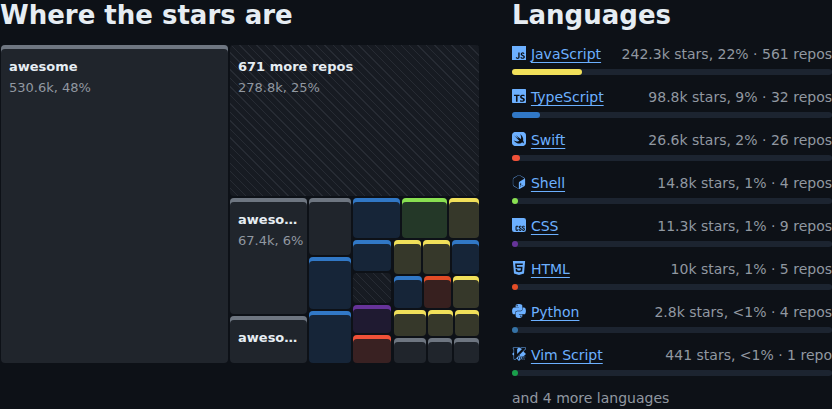 Where the stars are
awesome
530.6k, 48%
671 more repos
278.8k, 25%
aweso...
67.4k, 6%
aweso...
Languages
JavaScript 242.3k stars, 22% · 561 repos
TypeScript 98.8k stars, 9% · 32 repos
Swift 26.6k stars, 2% · 26 repos
Shell 14.8k stars, 1% · 4 repos
CSS 11.3k stars, 1% · 9 repos
HTML 10k stars, 1% · 5 repos
Python 2.8k stars, <1% · 4 repos
Vim Script 441 stars, <1% · 1 repo
and 4 more languages